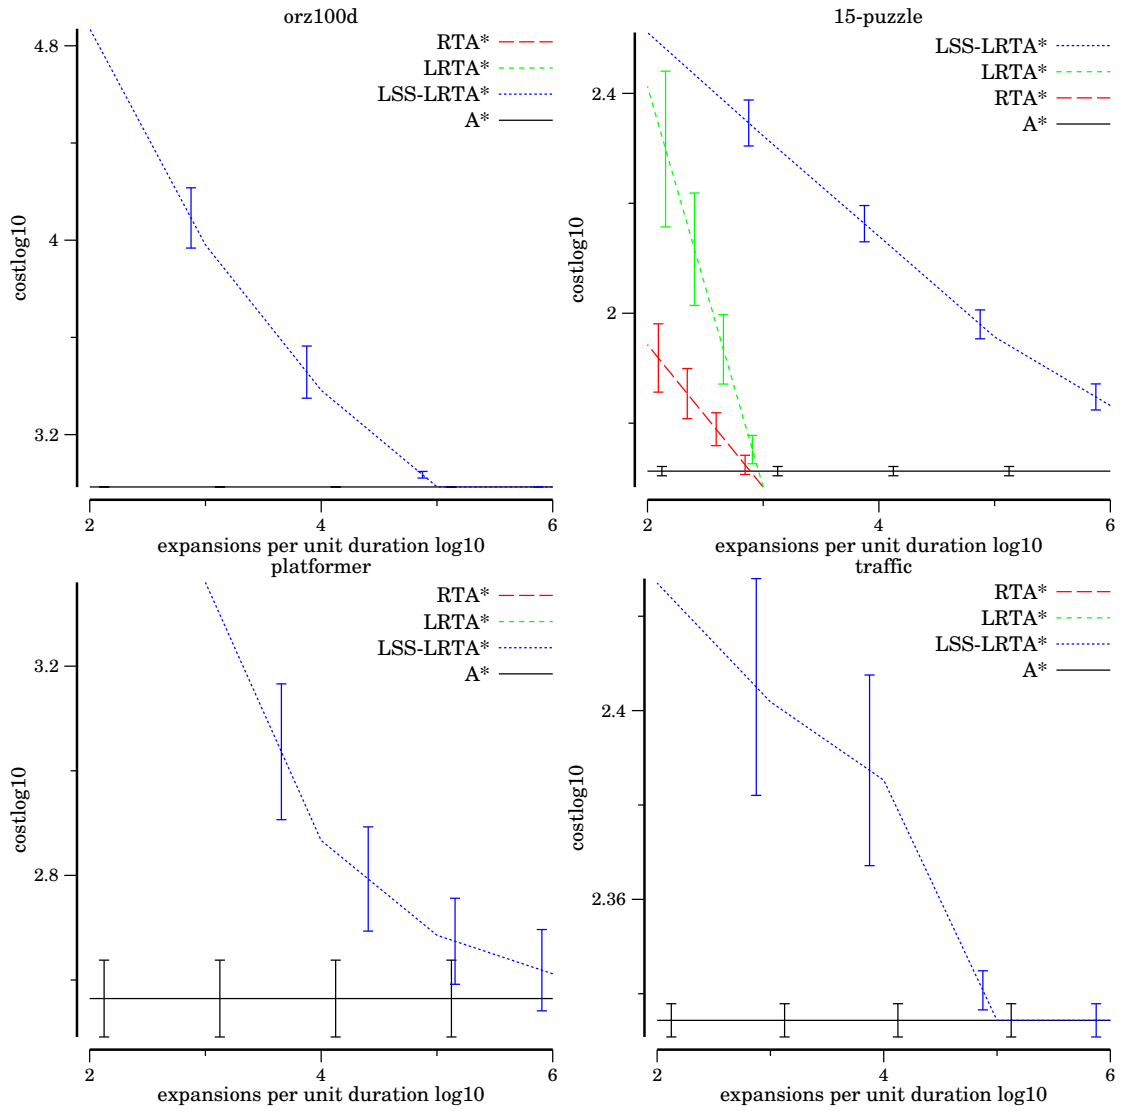 orz100d
4.8
4
3.2
costlog10
RTA*
LRTA*
LSS-LRTA*
A*
2
4
6
expansions per unit duration log10
15-puzzle
2.4
2
costlog10
LSS-LRTA*
LRTA*
RTA*
A*
2
4
6
expansions per unit duration log10
platformer
3.2
2.8
costlog10
RTA*
LRTA*
LSS-LRTA*
A*
2
4
6
expansions per unit duration log10
traffic
2.4
2.36
costlog10
RTA*
LRTA*
LSS-LRTA*
A*
2
4
6
expansions per unit duration log10